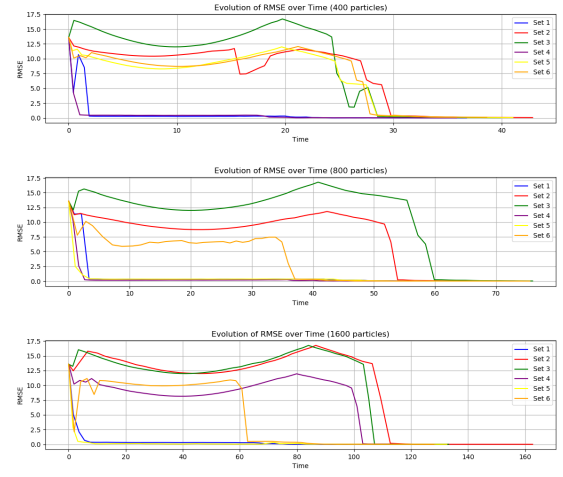 Evolution of RMSE over Time (400 particles)
17.5
15.0
12.5
10.0
7.5
5.0
2.5
0.0
RMSE
Set 1
Set 2
Set 3
Set 4
Set 5
Set 6
0 10 20 30 40
Time
Evolution of RMSE over Time (800 particles)
17.5
15.0
12.5
10.0
7.5
5.0
2.5
0.0
RMSE
Set 1
Set 2
Set 3
Set 4
Set 5
Set 6
0 10 20 30 40 50 60 70
Time
Evolution of RMSE over Time (1600 particles)
17.5
15.0
12.5
10.0
7.5
5.0
2.5
0.0
RMSE
Set 1
Set 2
Set 3
Set 4
Set 5
Set 6
0 20 40 60 80 100 120 140 160
Time